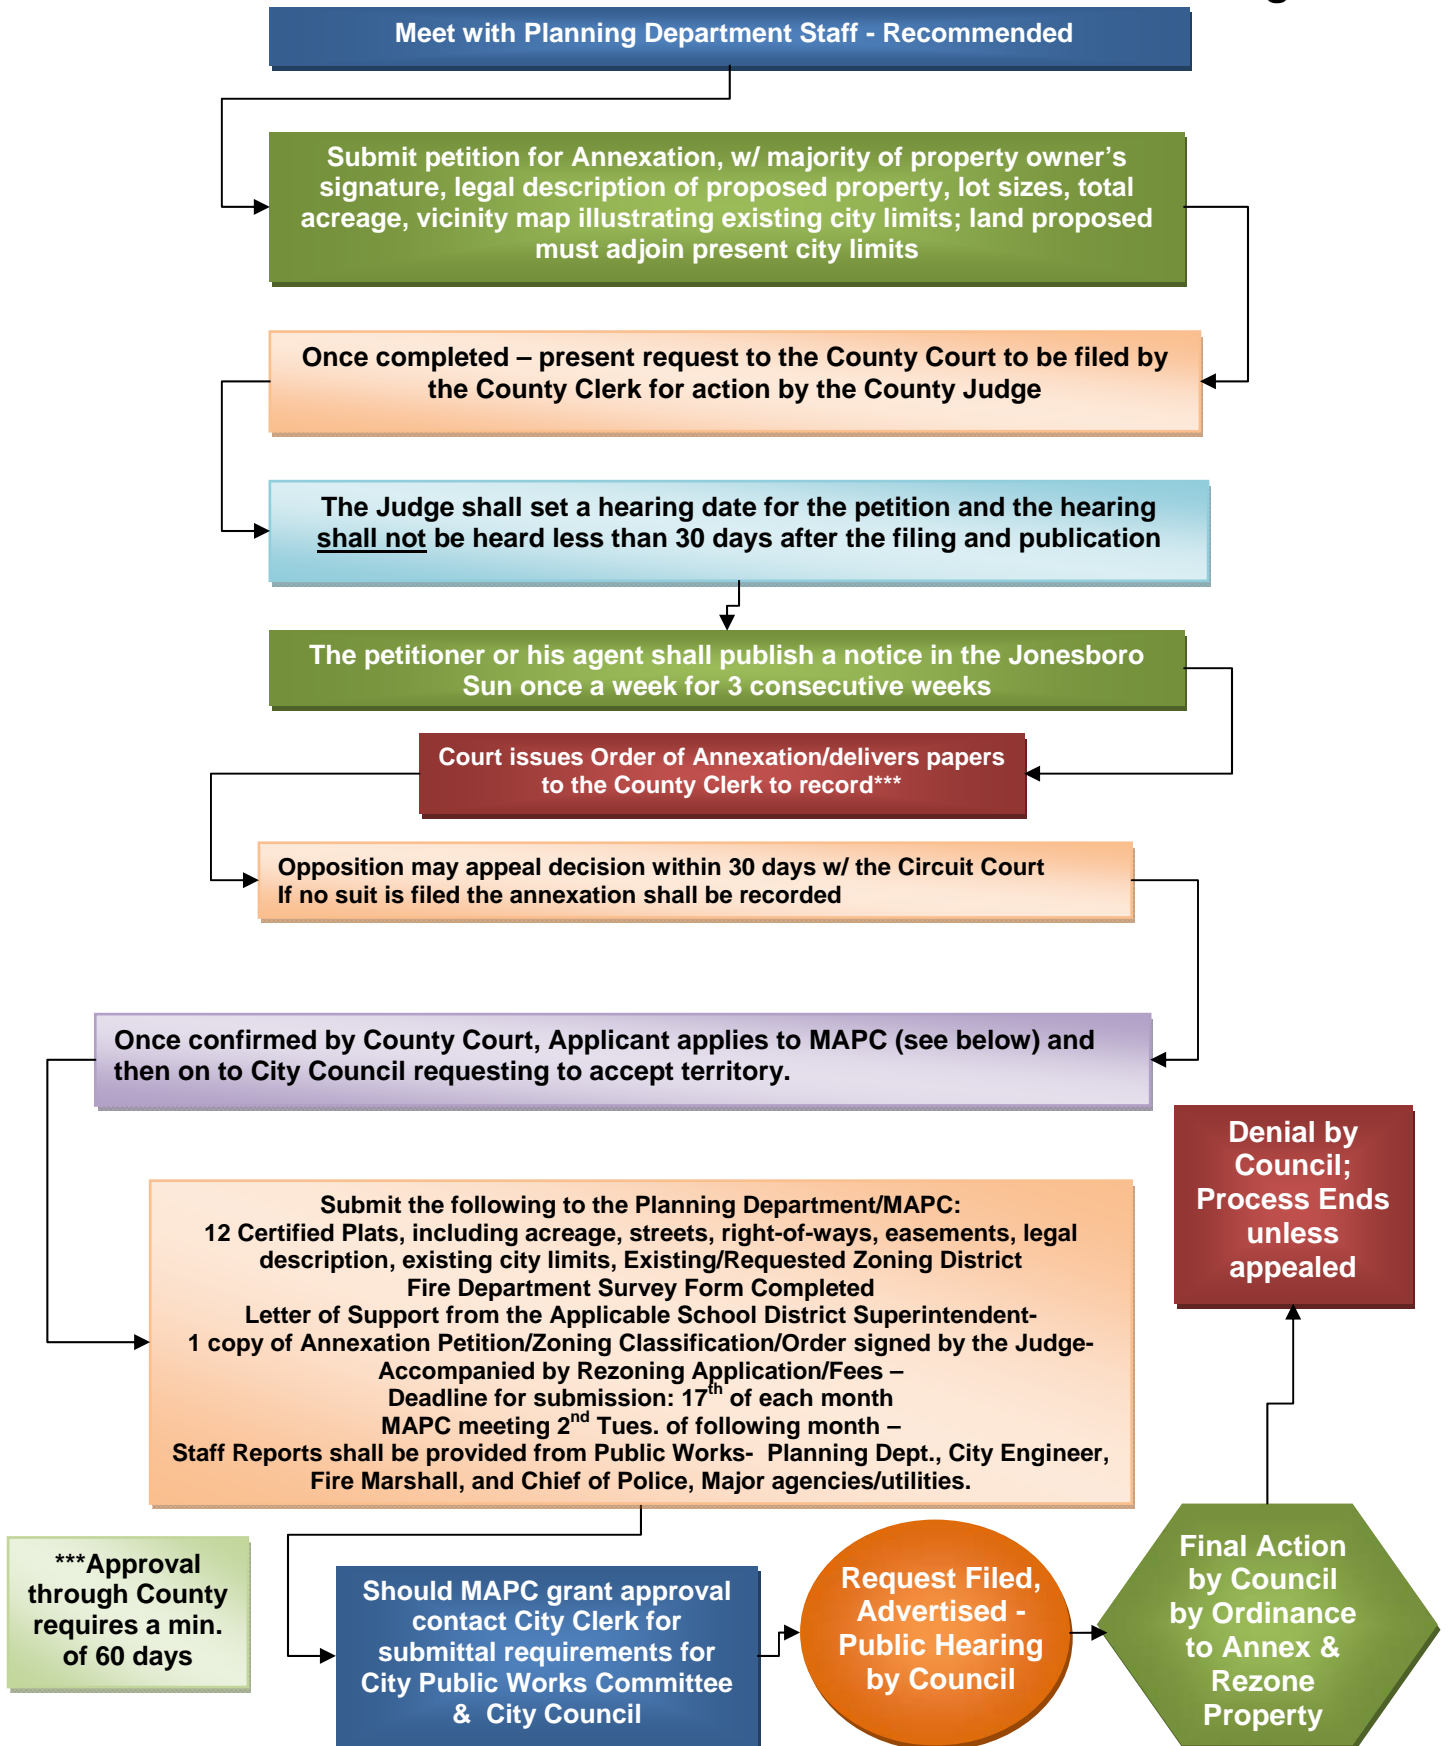 Meet with Planning Department Staff - Recommended
Submit petition for Annexation, w/ majority of property owner's
signature, legal description of proposed property, lot sizes, total
acreage, vicinity map illustrating existing city limits; land proposed
must adjoin present city limits
Once completed – present request to the County Court to be filed by
the County Clerk for action by the County Judge
The Judge shall set a hearing date for the petition and the hearing
shall not be heard less than 30 days after the filing and publication
The petitioner or his agent shall publish a notice in the Jonesboro
Sun once a week for 3 consecutive weeks
Court issues Order of Annexation/delivers papers
to the County Clerk to record***
Opposition may appeal decision within 30 days w/ the Circuit Court
If no suit is filed the annexation shall be recorded
Once confirmed by County Court, Applicant applies to MAPC (see below) and
then on to City Council requesting to accept territory.
Denial by
Council;
Process Ends
unless
appealed
Submit the following to the Planning Department/MAPC:
12 Certified Plats, including acreage, streets, right-of-ways, easements, legal
description, existing city limits, Existing/Requested Zoning District
Fire Department Survey Form Completed
Letter of Support from the Applicable School District Superintendent-
1 copy of Annexation Petition/Zoning Classification/Order signed by the Judge-
Accompanied by Rezoning Application/Fees –
Deadline for submission: 17th of each month
MAPC meeting 2nd Tues. of following month –
Staff Reports shall be provided from Public Works- Planning Dept., City Engineer,
Fire Marshall, and Chief of Police, Major agencies/utilities.
***Approval
through County
requires a min.
of 60 days
Should MAPC grant approval
contact City Clerk for
submittal requirements for
City Public Works Committee
& City Council
Request Filed,
Advertised -
Public Hearing
by Council
Final Action
by Council
by Ordinance
to Annex &
Rezone
Property